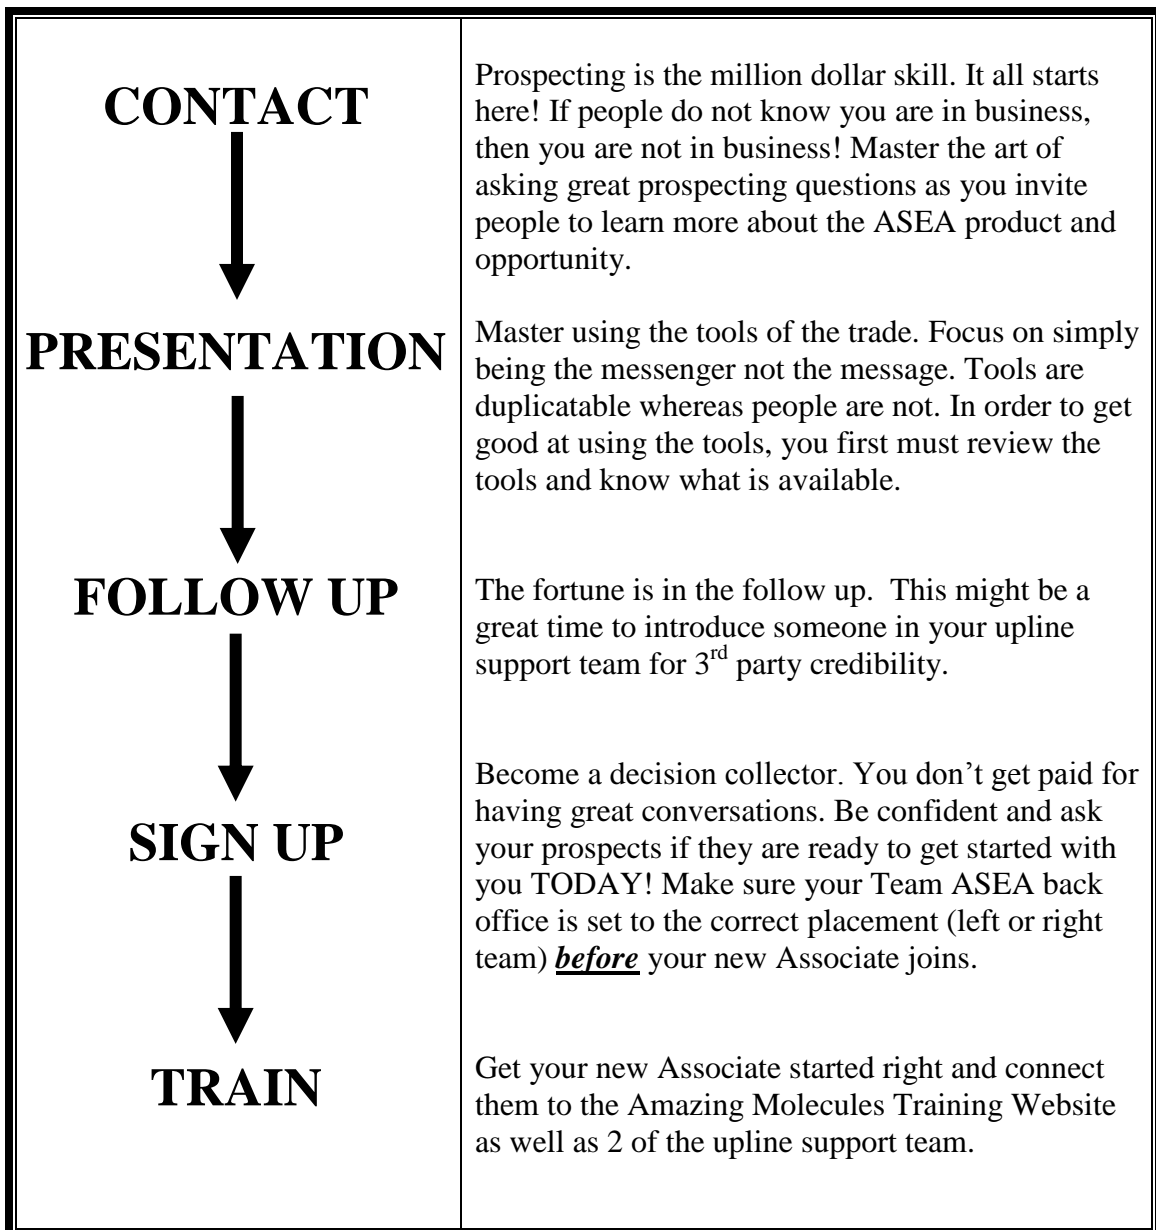 CONTACT
Prospecting is the million dollar skill. It all starts
here! If people do not know you are in business,
then you are not in business! Master the art of
asking great prospecting questions as you invite
people to learn more about the ASEA product and
opportunity.
PRESENTATION
Master using the tools of the trade. Focus on simply
being the messenger not the message. Tools are
duplicatable whereas people are not. In order to get
good at using the tools, you first must review the
tools and know what is available.
FOLLOW UP
The fortune is in the follow up.  This might be a
great time to introduce someone in your upline
support team for 3rd party credibility.
SIGN UP
Become a decision collector. You don’t get paid for
having great conversations. Be confident and ask
your prospects if they are ready to get started with
you TODAY! Make sure your Team ASEA back
office is set to the correct placement (left or right
team) before your new Associate joins.
TRAIN
Get your new Associate started right and connect
them to the Amazing Molecules Training Website
as well as 2 of the upline support team.